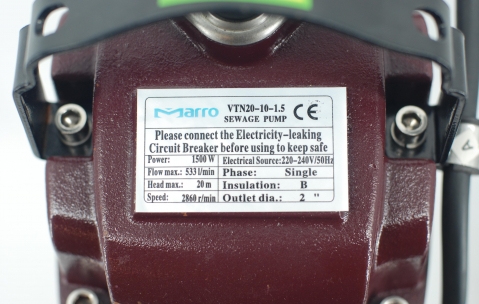 Marro VTN20-10-1.5 CE
SEWAGE PUMP
Please connect the Electricity-leaking
Circuit Breaker before using to keep safe
Power: 1500 W Electrical Source: 220-240V/50Hz
Flow max.: 533 l/min Phase: Single
Head max.: 20 m Insulation: B
Speed: 2860 r/min Outlet dia.: 2 "
A